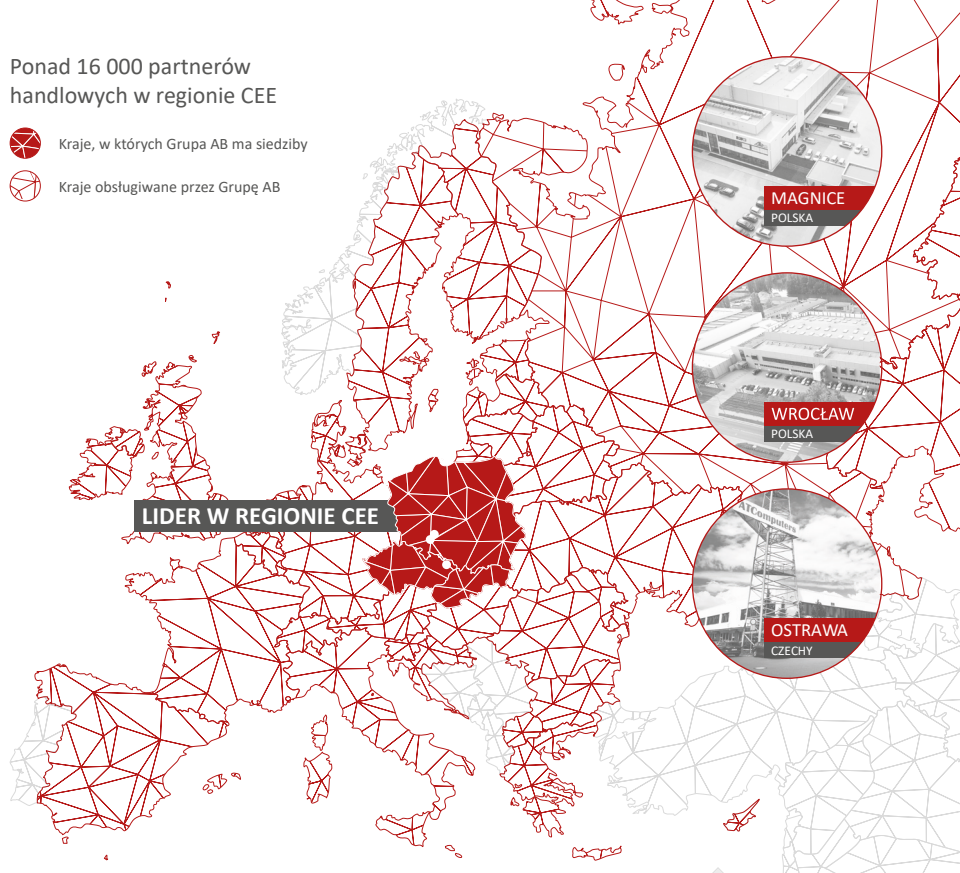 Ponad 16 000 partnerów
handlowych w regionie CEE
Kraje, w których Grupa AB ma siedziby
Kraje obsługiwane przez Grupę AB
MAGNICE
POLSKA
WROCŁAW
POLSKA
LIDER W REGIONIE CEE
ATComputers
OSTRAWA
CZECHY